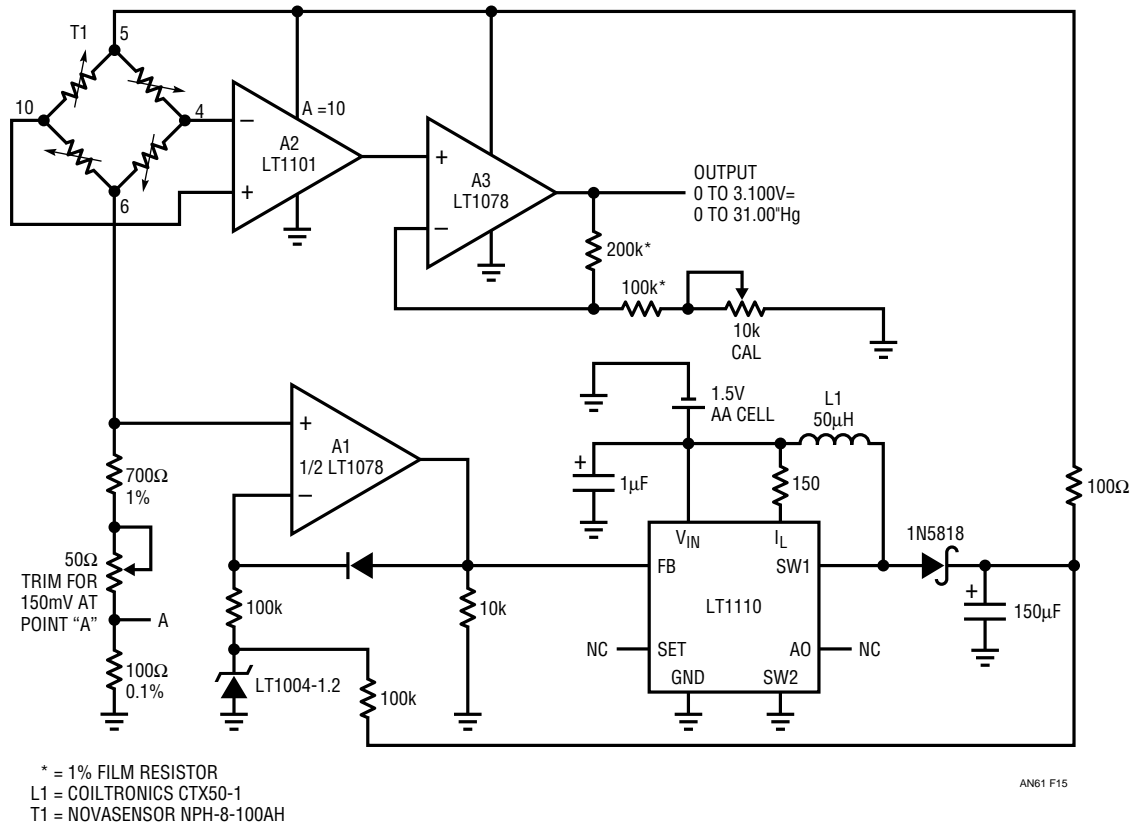 T1
5
10
4
6
A =10
−
+
A2
LT1101
+
−
A3
LT1078
OUTPUT
0 TO 3.100V=
0 TO 31.00"Hg
200k*
100k*
10k
CAL
1.5V
AA CELL
L1
50µH
+
−
A1
1/2 LT1078
700Ω
1%
50Ω
TRIM FOR
150mV AT
POINT “A”
A
100Ω
0.1%
100k
LT1004-1.2
100k
10k
+
1µF
150
VIN
IL
FB
SW1
LT1110
NC
SET
AO
NC
GND
SW2
1N5818
100Ω
+
150µF
* = 1% FILM RESISTOR
L1 = COILTRONICS CTX50-1
T1 = NOVASENSOR NPH-8-100AH
AN61 F15